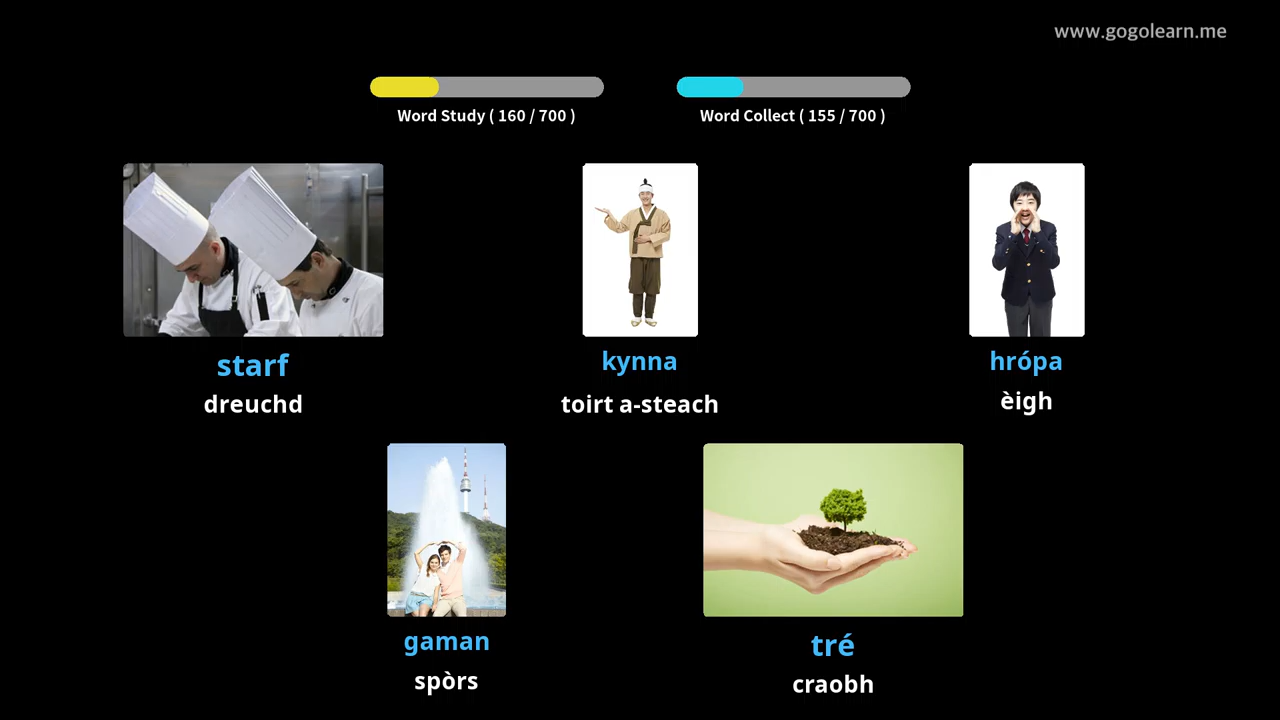 www.gogolearn.me
Word Study ( 160 / 700 )
Word Collect ( 155 / 700 )
starf
dreuchd
kynna
toirt a-steach
hrópa
èigh
gaman
spòrs
tré
craobh